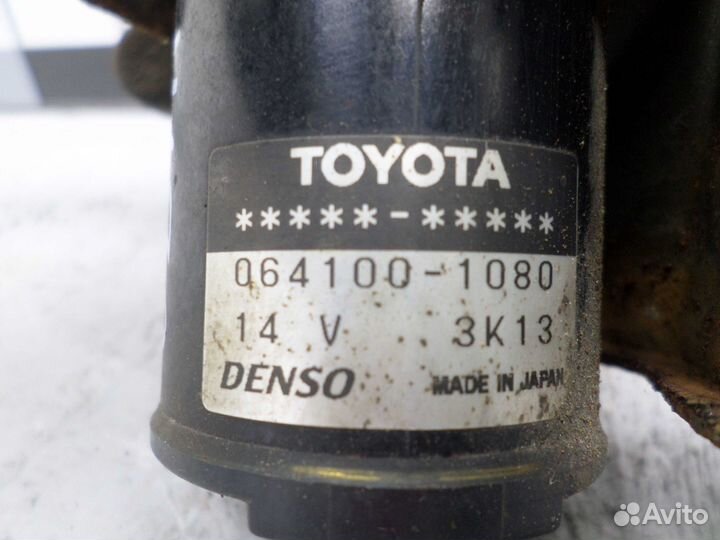 TOYOTA
*****-*****
064100-1080
14 V 3K13
DENSO MADE IN JAPAN
Avito